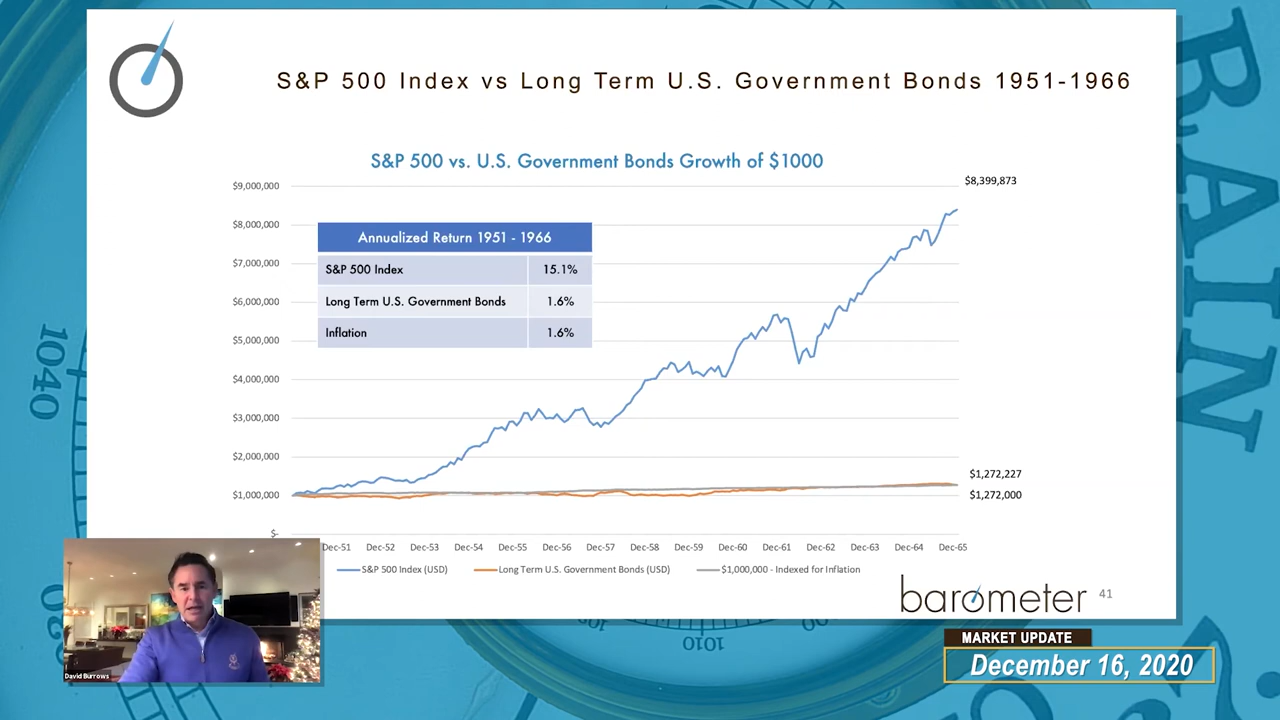 S&P 500 Index vs Long Term U.S. Government Bonds 1951-1966
S&P 500 vs. U.S. Government Bonds Growth of $1000
$9,000,000
$8,000,000
$7,000,000
$6,000,000
$5,000,000
$4,000,000
$3,000,000
$2,000,000
$1,000,000
$-
Annualized Return 1951 - 1966
S&P 500 Index 15.1%
Long Term U.S. Government Bonds 1.6%
Inflation 1.6%
$8,399,873
$1,272,227
$1,272,000
Dec-51 Dec-52 Dec-53 Dec-54 Dec-55 Dec-56 Dec-57 Dec-58 Dec-59 Dec-60 Dec-61 Dec-62 Dec-63 Dec-64 Dec-65
S&P 500 Index (USD) Long Term U.S. Government Bonds (USD) $1,000,000 - Indexed for Inflation
barometer 41
David Burrows
MARKET UPDATE
December 16, 2020
RAIN
1040
1010